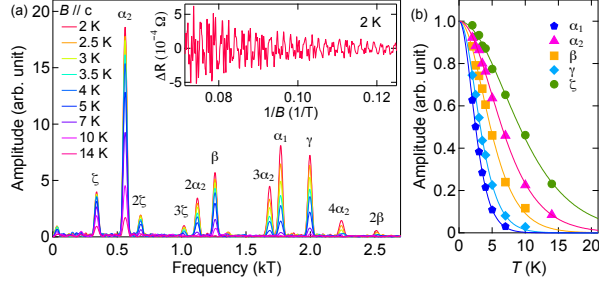 (a)
B // c
2 K
2.5 K
3 K
3.5 K
4 K
5 K
7 K
10 K
14 K
Amplitude (arb. unit)
20
15
10
5
0
0.0 0.5 1.0 1.5 2.0 2.5
Frequency (kT)
ζ
α₂
2ζ
3ζ
2α₂
β
3α₂
α₁
γ
4α₂
2β
2 K
ΔR (10⁻⁴ Ω)
5
0
-5
0.08 0.10 0.12
1/B (1/T)
(b)
α₁
α₂
β
γ
ζ
Amplitude (arb. unit)
1.0
0.8
0.6
0.4
0.2
0.0
0 5 10 15 20
T (K)